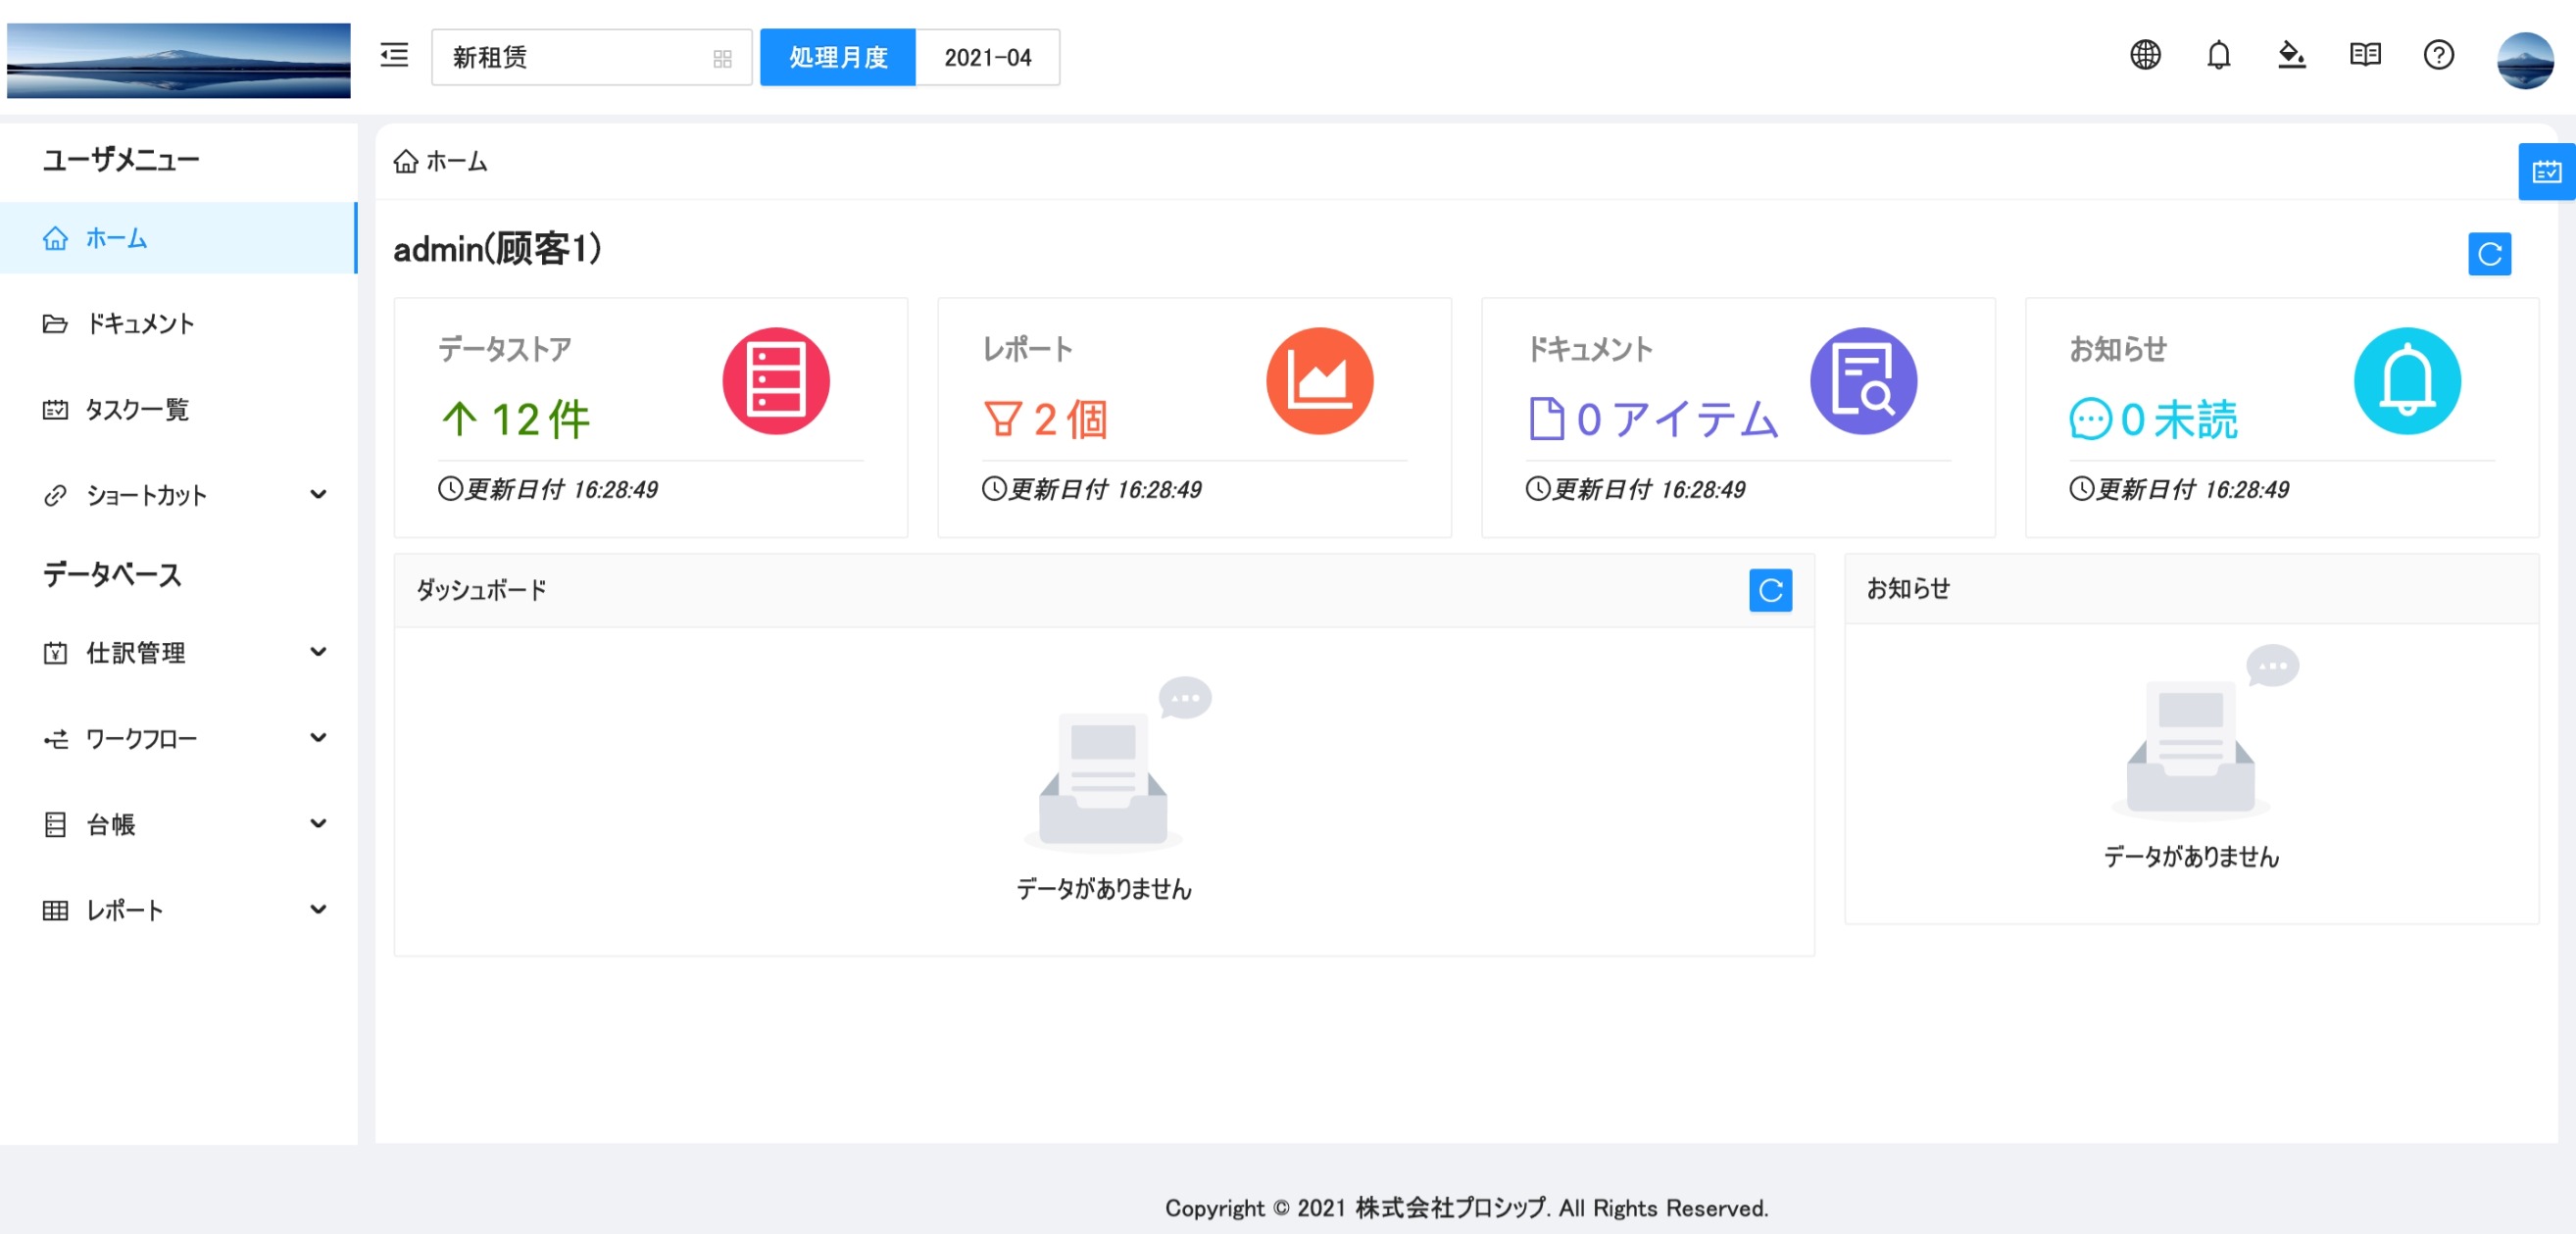 新租赁
処理月度 2021-04
ユーザメニュー
ホーム
ドキュメント
タスク一覧
ショートカット
データベース
仕訳管理
ワークフロー
台帳
レポート
ホーム
admin(顾客1)
データストア
12 件
更新日付 16:28:49
レポート
2 個
更新日付 16:28:49
ドキュメント
0 アイテム
更新日付 16:28:49
お知らせ
0 未読
更新日付 16:28:49
ダッシュボード
データがありません
お知らせ
データがありません
Copyright © 2021 株式会社プロシップ. All Rights Reserved.